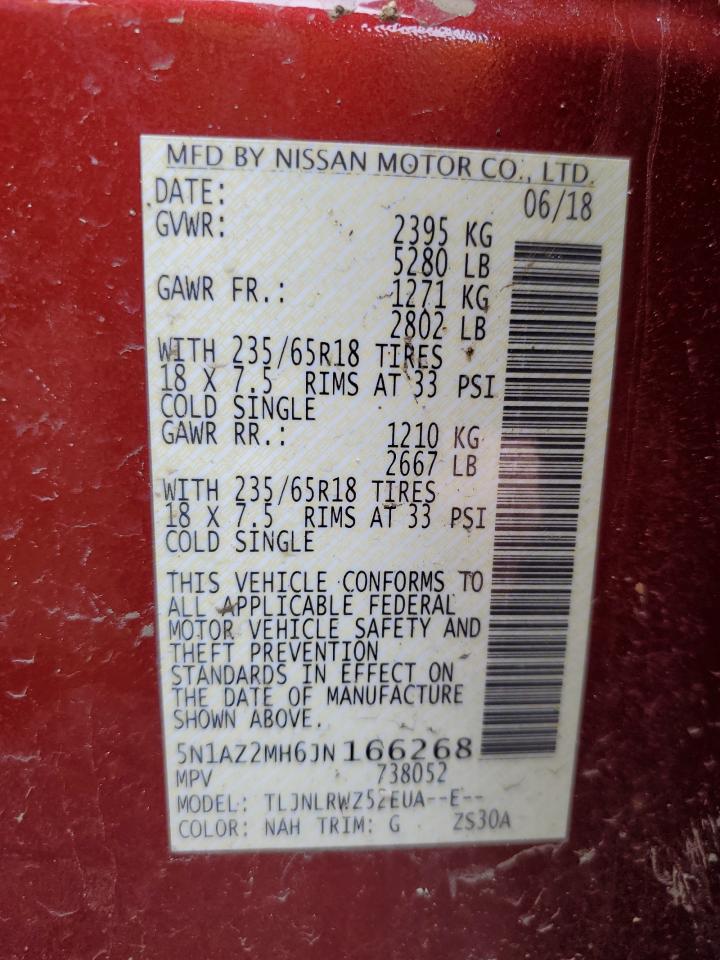 MFD BY NISSAN MOTOR CO., LTD.
DATE: 06/18
GVWR: 2395 KG
5280 LB
GAWR FR.: 1271 KG
2802 LB
WITH 235/65R18 TIRES
18 X 7.5 RIMS AT 33 PSI
COLD SINGLE
GAWR RR.: 1210 KG
2667 LB
WITH 235/65R18 TIRES
18 X 7.5 RIMS AT 33 PSI
COLD SINGLE
THIS VEHICLE CONFORMS TO
ALL APPLICABLE FEDERAL
MOTOR VEHICLE SAFETY AND
THEFT PREVENTION
STANDARDS IN EFFECT ON
THE DATE OF MANUFACTURE
SHOWN ABOVE.
5N1AZ2MH6JN166268
MPV 738052
MODEL: TLJNLRWZ52EUA--E--
COLOR: NAH TRIM: G ZS30A